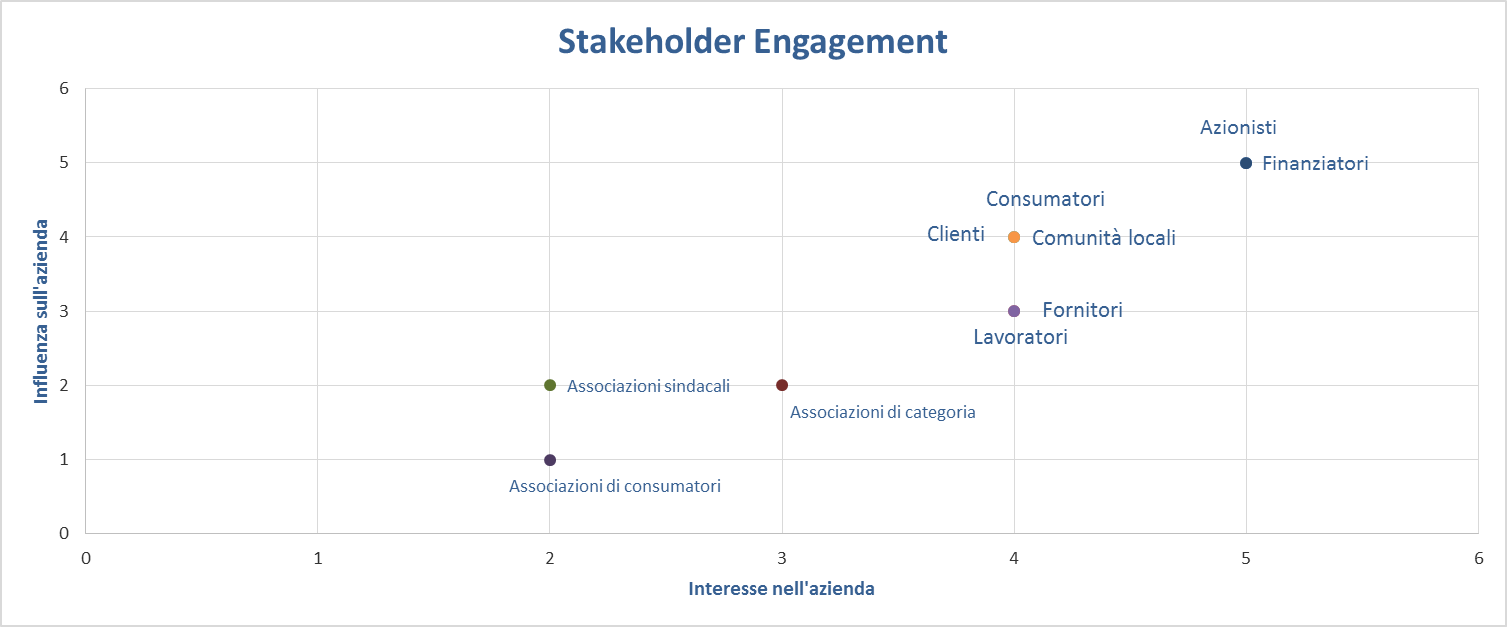 Stakeholder Engagement
6
Azionisti
5
Finanziatori
Consumatori
Clienti
4
Comunità locali
3
Fornitori
Lavoratori
2
Associazioni sindacali
Associazioni di categoria
1
Associazioni di consumatori
0
Influenza sull'azienda
0 1 2 3 4 5 6
Interesse nell'azienda